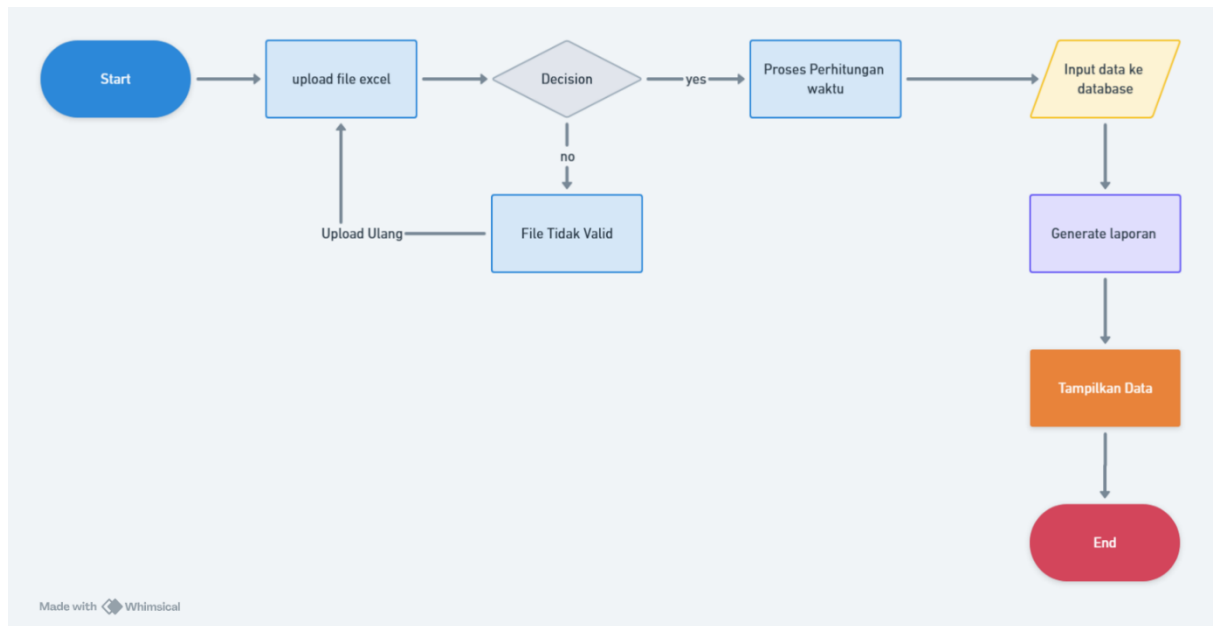 Start
upload file excel
Decision
yes
Proses Perhitungan
waktu
Input data ke
database
no
Upload Ulang
File Tidak Valid
Generate laporan
Tampilkan Data
End
Made with Whimsical